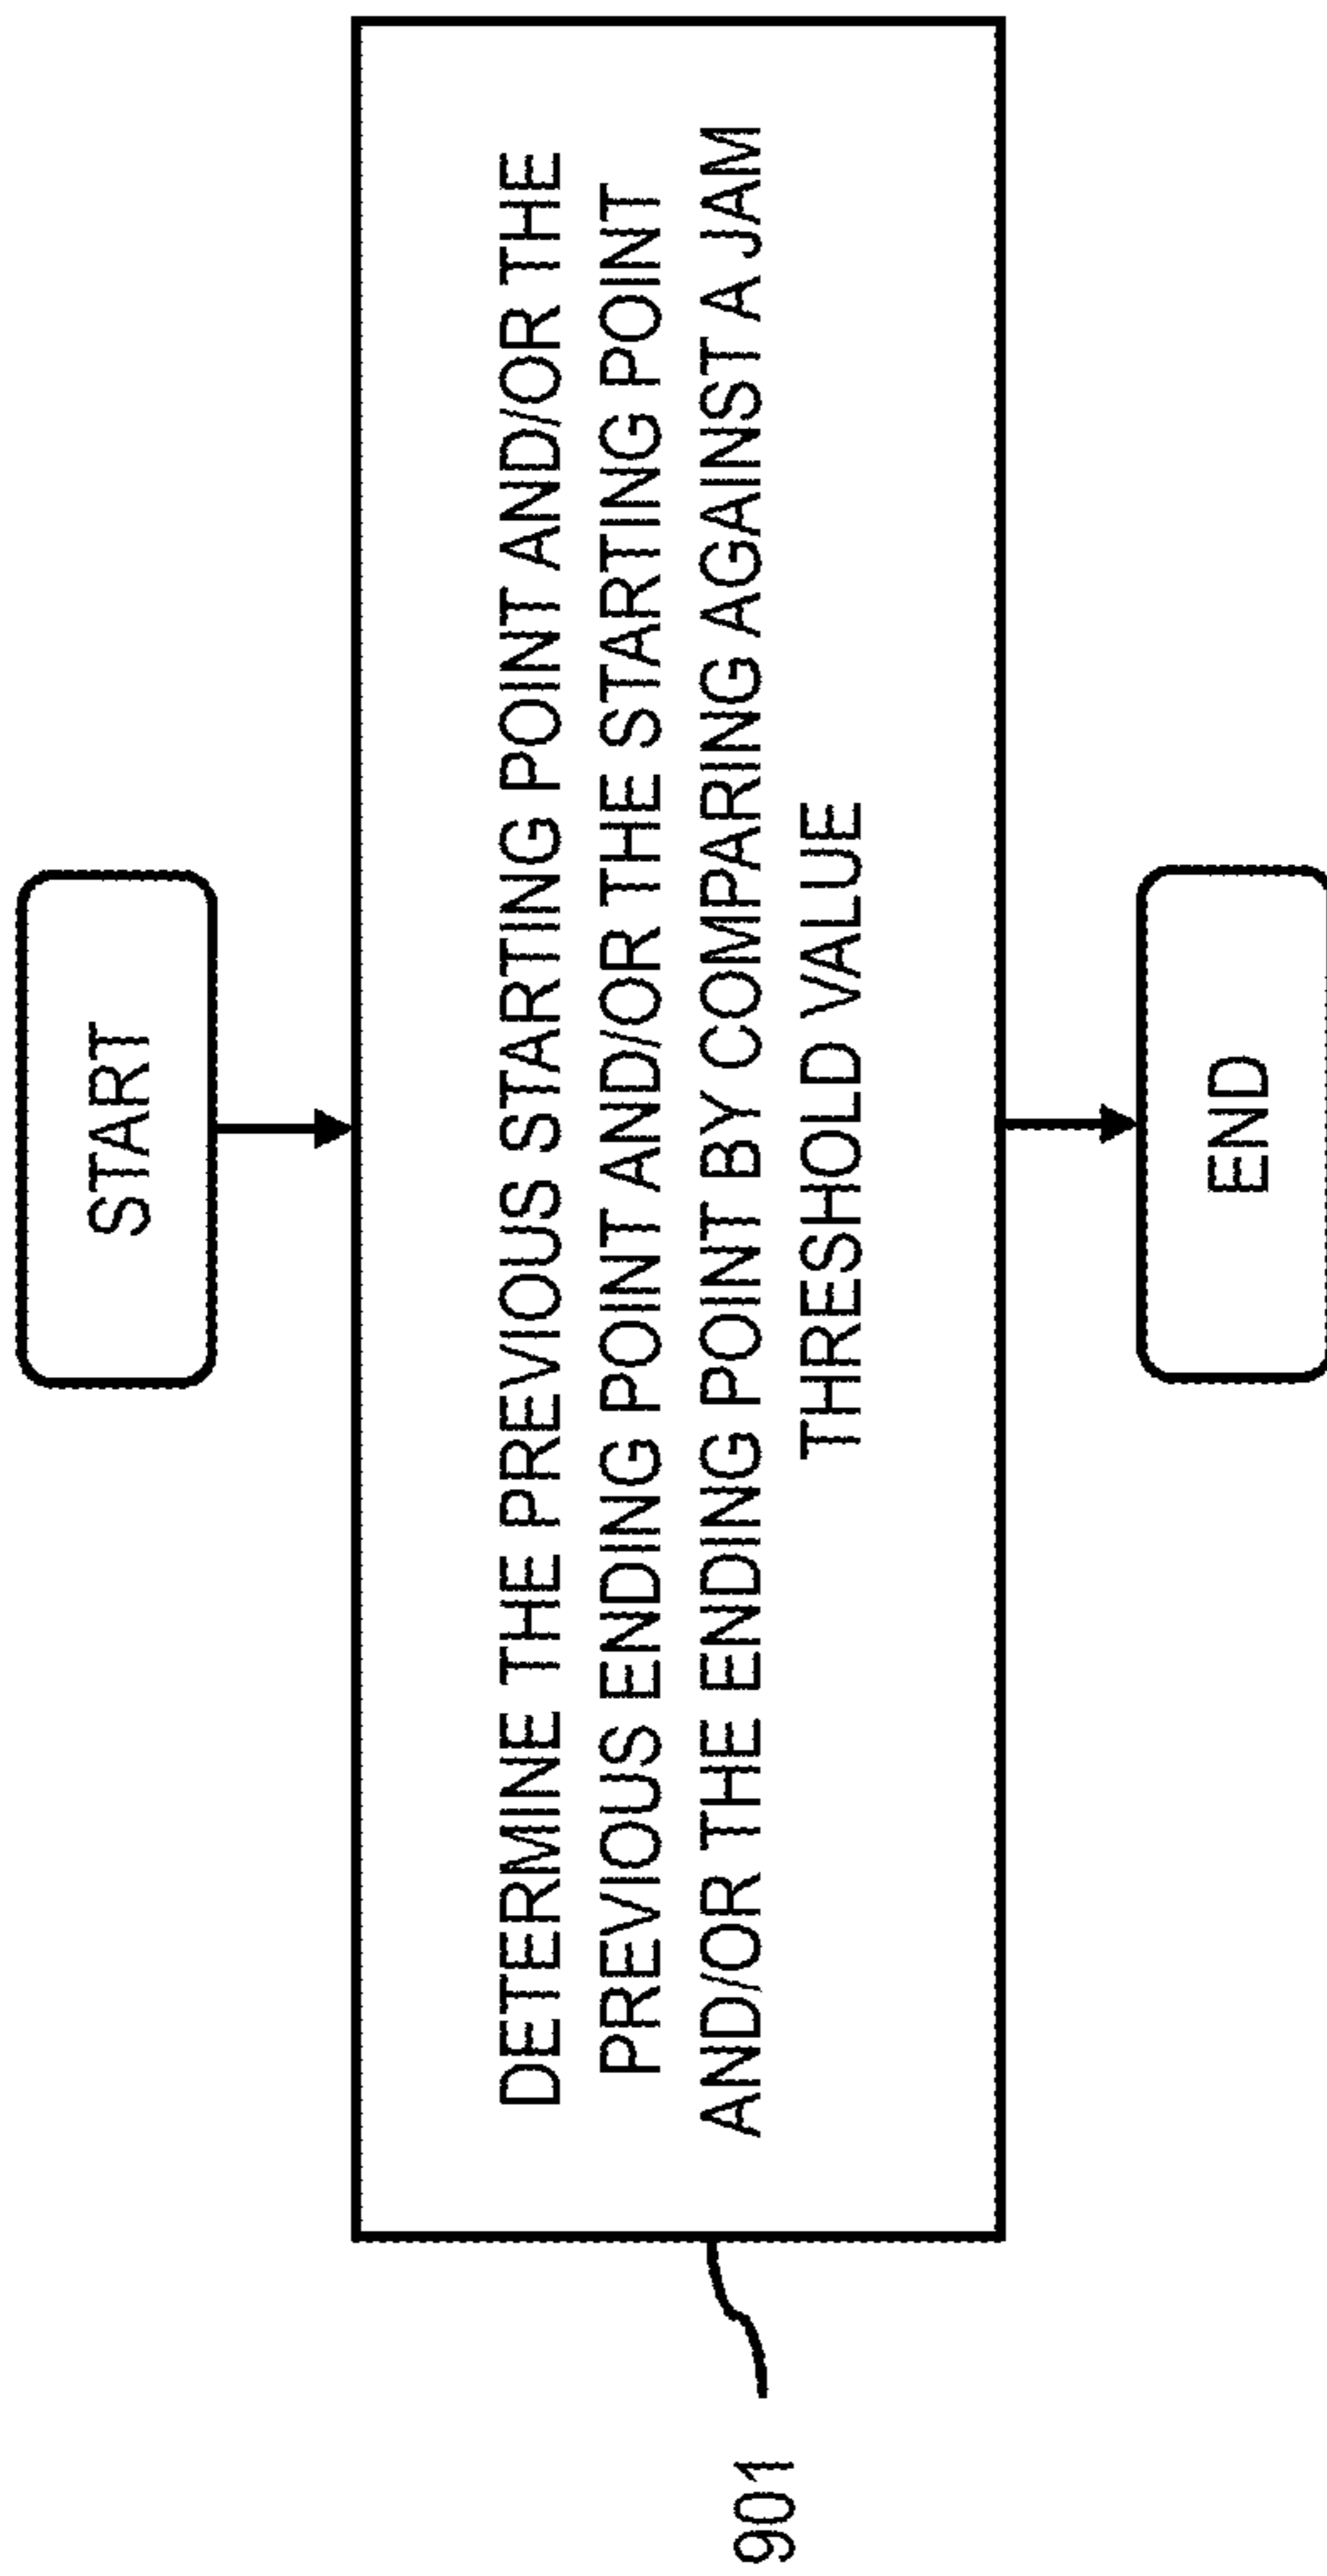 START
DETERMINE THE PREVIOUS STARTING POINT AND/OR THE
PREVIOUS ENDING POINT AND/OR THE STARTING POINT
AND/OR THE ENDING POINT BY COMPARING AGAINST A JAM
THRESHOLD VALUE
901
END